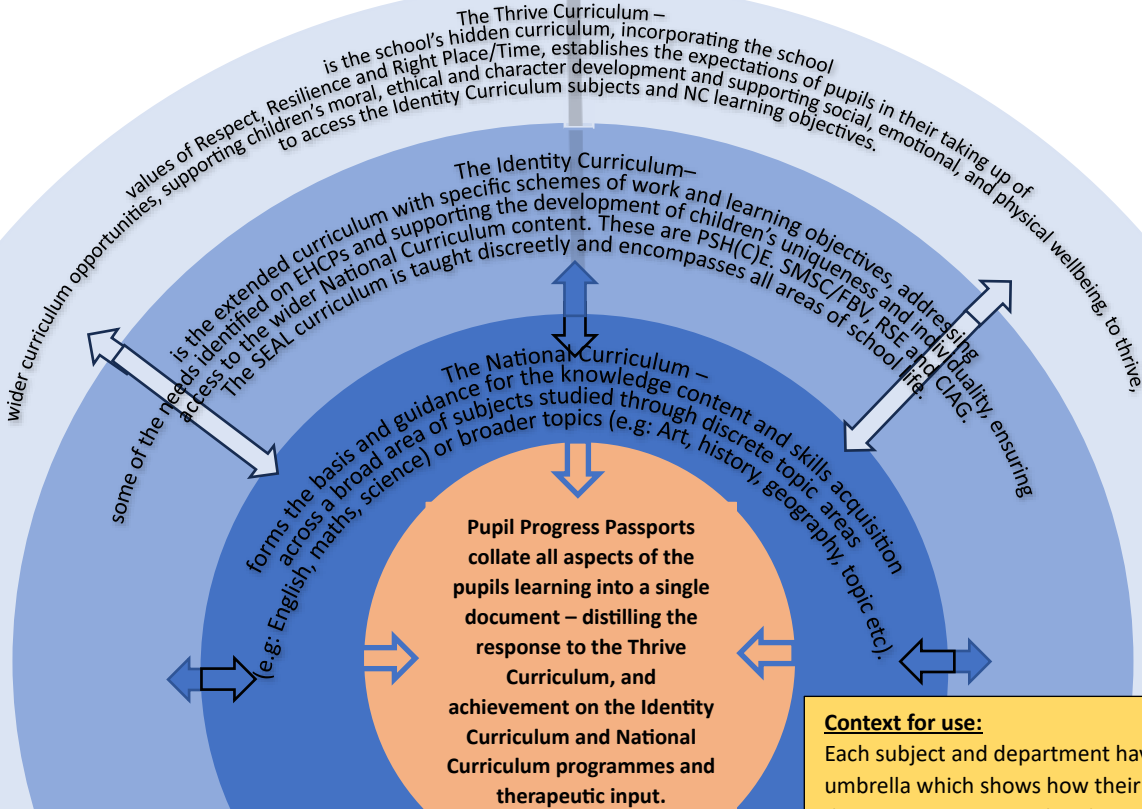 The Thrive Curriculum –
is the school's hidden curriculum, incorporating the school
values of Respect, Resilience and Right Place/Time, establishes the expectations of pupils in their taking up of
wider curriculum opportunities, supporting children's moral, ethical and character development and supporting social, emotional, and physical wellbeing, to thrive,
to access the Identity Curriculum subjects and NC learning objectives.
The Identity Curriculum–
is the extended curriculum with specific schemes of work and learning objectives, addressing
some of the needs identified on EHCPs and supporting the development of children's uniqueness and individuality, ensuring
access to the wider National Curriculum content. These are PSH(C)E, SMSC/FBV, RSE and CIAG.
The SEAL curriculum is taught discreetly and encompasses all areas of school life.
The National Curriculum –
forms the basis and guidance for the knowledge content and skills acquisition
across a broad area of subjects studied through discrete topic areas
(e.g: English, maths, science) or broader topics (e.g: Art, history, geography, topic etc).
Pupil Progress Passports
collate all aspects of the
pupils learning into a single
document – distilling the
response to the Thrive
Curriculum, and
achievement on the Identity
Curriculum and National
Curriculum programmes and
therapeutic input.
Context for use:
Each subject and department hav
umbrella which shows how their